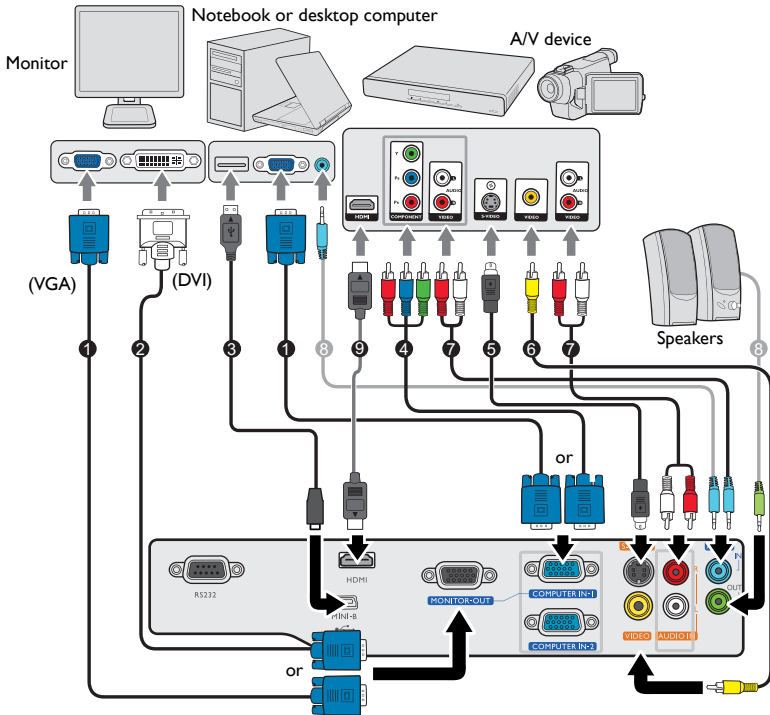 Notebook or desktop computer
Monitor
A/V device
Y
PB
PR
HDMI
COMPONENT
AUDIO
VIDEO
S-VIDEO
VIDEO
AUDIO
VIDEO
(VGA)
(DVI)
Speakers
1
2
3
1
8
9
4
7
5
6
7
8
or
RS232
HDMI
MINI-B
MONITOR-OUT
COMPUTER IN-1
COMPUTER IN-2
VIDEO
AUDIO IN
R
IN
OUT
or